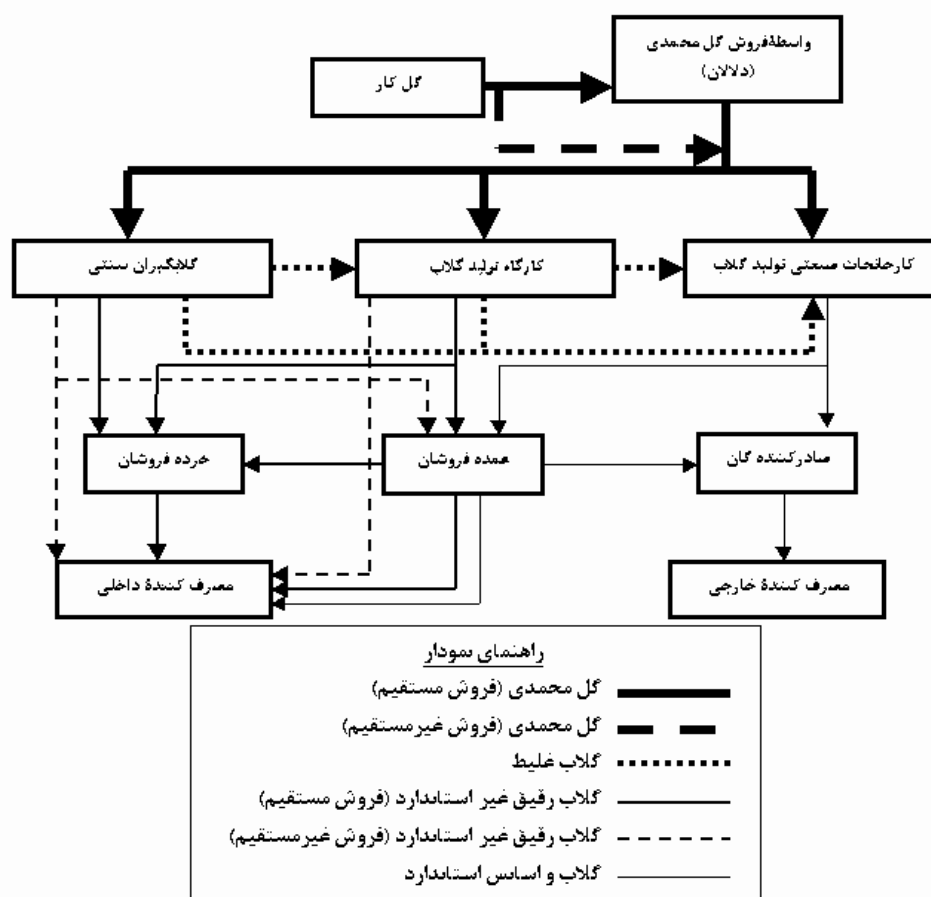 واسطهٔ فروش گل محمدی
(دلالان)
گل کار
کارخانجات صنعتی تولید گلاب
کارگاه تولید گلاب
گلابگیران سنتی
صادرکننده گان
عمده فروشان
خرده فروشان
مصرف کنندهٔ خارجی
مصرف کنندهٔ داخلی
راهنمای نمودار
گل محمدی (فروش مستقیم)
گل محمدی (فروش غیرمستقیم)
گلاب غلیظ
گلاب رقیق غیر استاندارد (فروش مستقیم)
گلاب رقیق غیر استاندارد (فروش غیرمستقیم)
گلاب و اسانس استاندارد